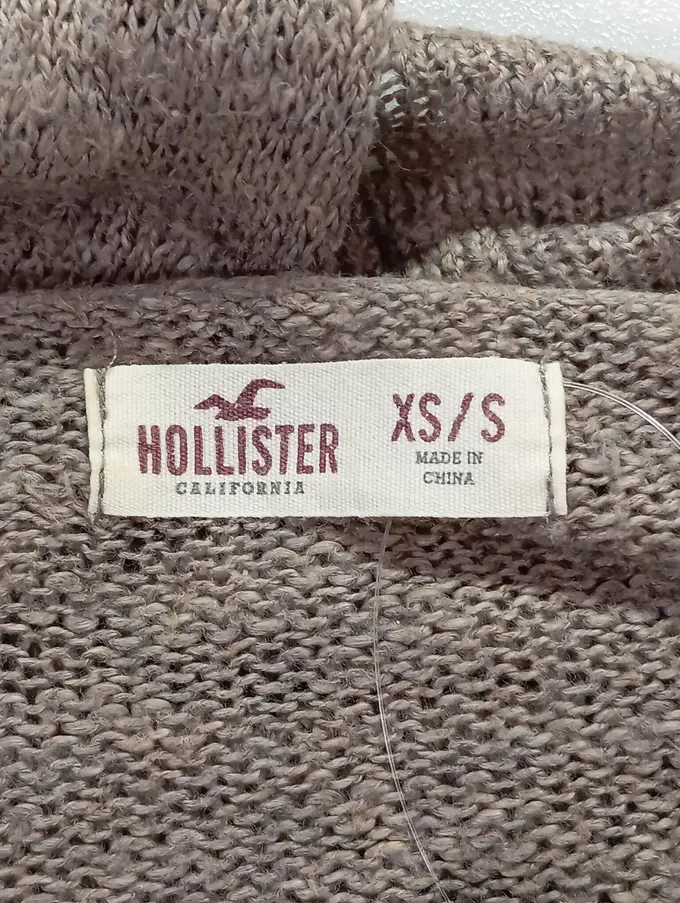 HOLLISTER
CALIFORNIA
XS/S
MADE IN
CHINA